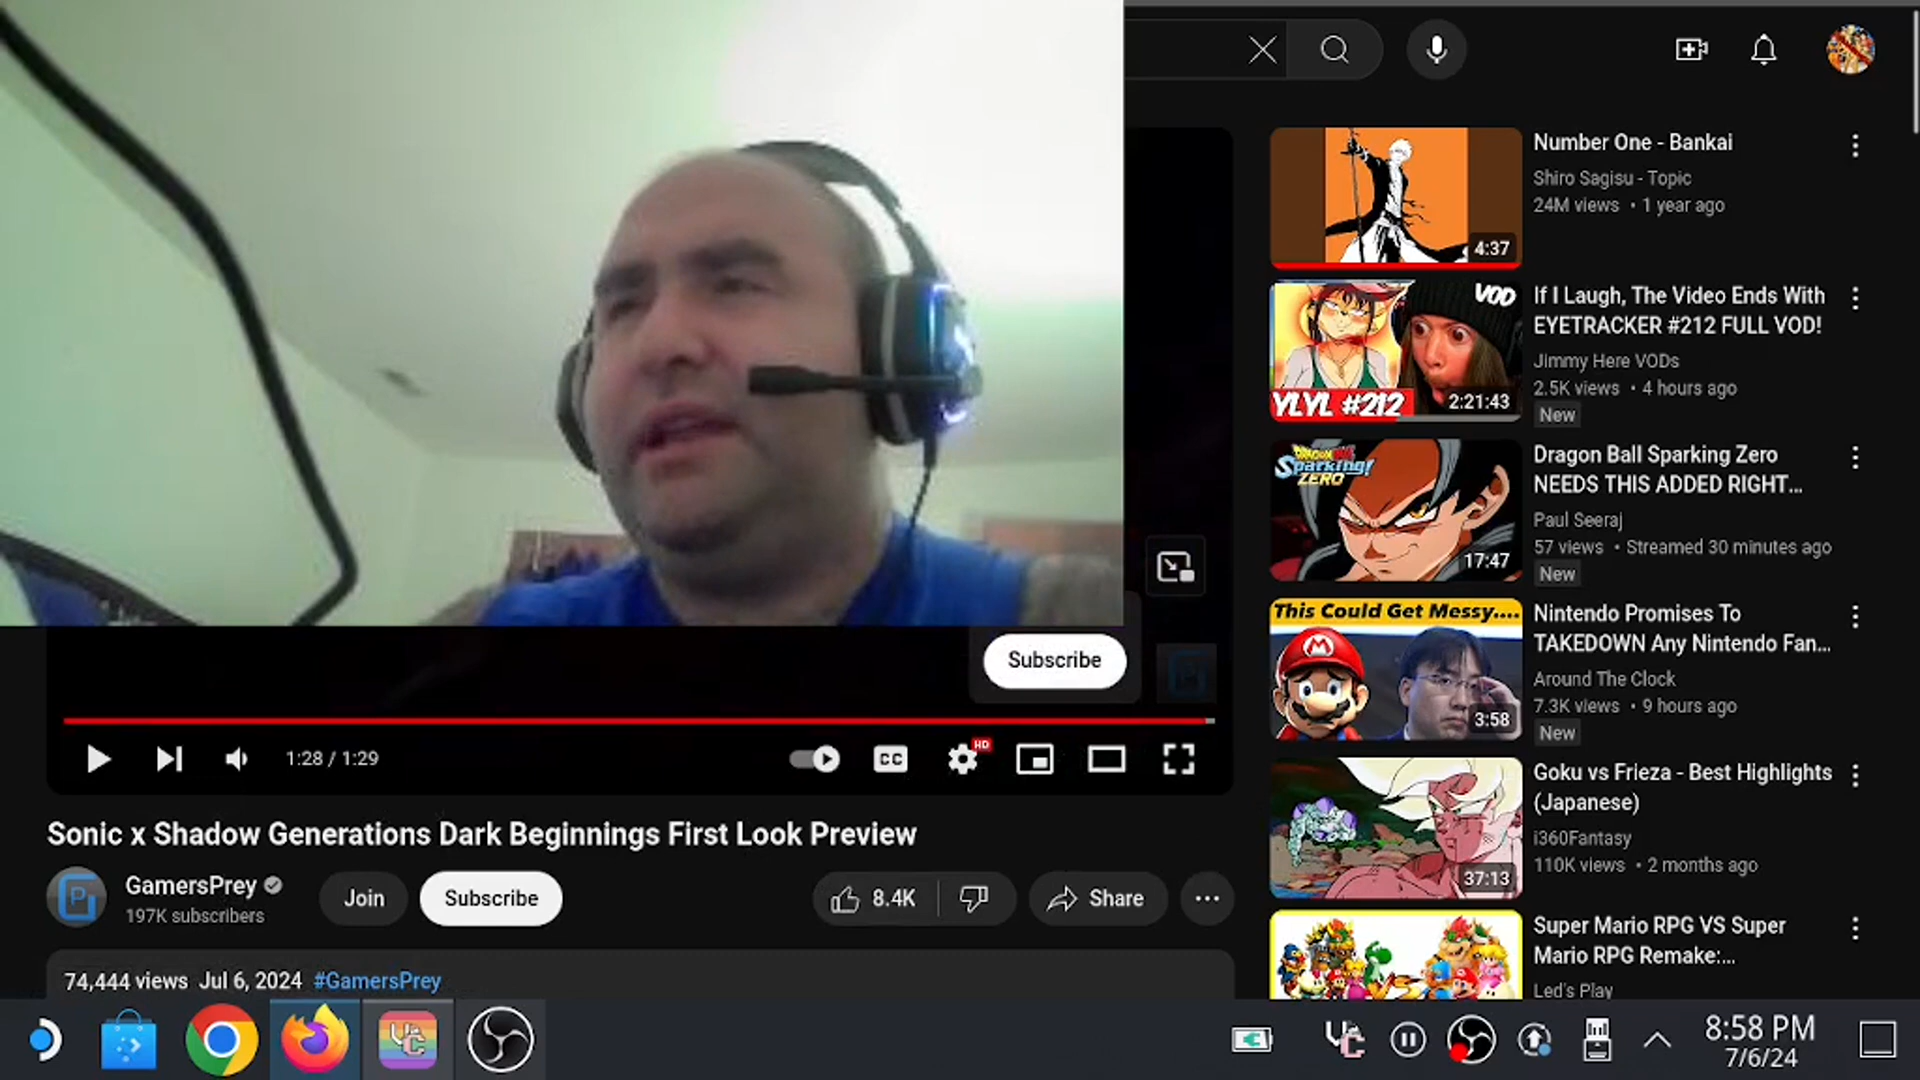 Number One - Bankai
Shiro Sagisu - Topic
24M views • 1 year ago
4:37
VOD
YLYL #212
2:21:43
If I Laugh, The Video Ends With
EYETRACKER #212 FULL VOD!
Jimmy Here VODs
2.5K views • 4 hours ago
New
Sparking!
ZERO
17:47
Dragon Ball Sparking Zero
NEEDS THIS ADDED RIGHT...
Paul Seeraj
57 views • Streamed 30 minutes ago
New
This Could Get Messy....
3:58
Nintendo Promises To
TAKEDOWN Any Nintendo Fan...
Around The Clock
7.3K views • 9 hours ago
New
37:13
Goku vs Frieza - Best Highlights
(Japanese)
i360Fantasy
110K views • 2 months ago
Super Mario RPG VS Super
Mario RPG Remake:...
Led's Play
Subscribe
1:28 / 1:29
CC
HD
Sonic x Shadow Generations Dark Beginnings First Look Preview
GamersPrey
197K subscribers
Join
Subscribe
8.4K
Share
74,444 views Jul 6, 2024 #GamersPrey
8:58 PM
7/6/24